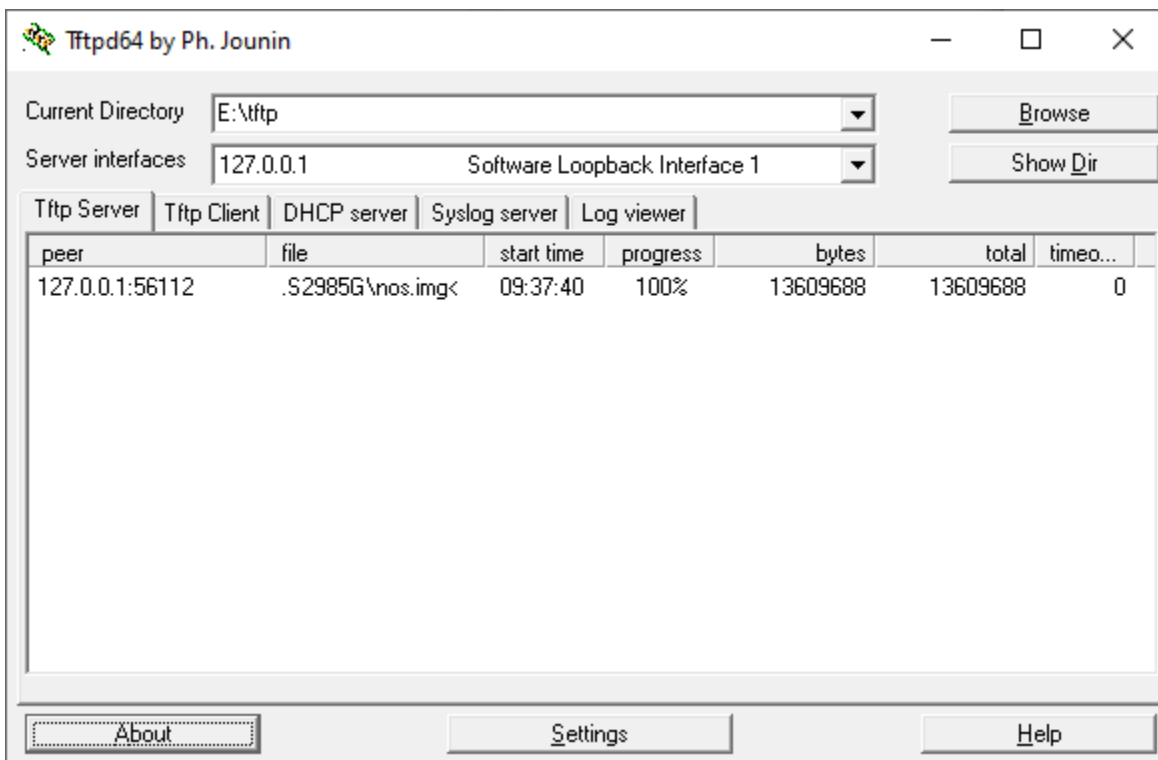 Tftpd64 by Ph. Jounin
Current Directory E:\tftp Browse
Server interfaces 127.0.0.1 Software Loopback Interface 1 Show Dir
Tftp Server Tftp Client DHCP server Syslog server Log viewer
peer file start time progress bytes total timeo...
127.0.0.1:56112 .S2985G\nos.img< 09:37:40 100% 13609688 13609688 0
About Settings Help